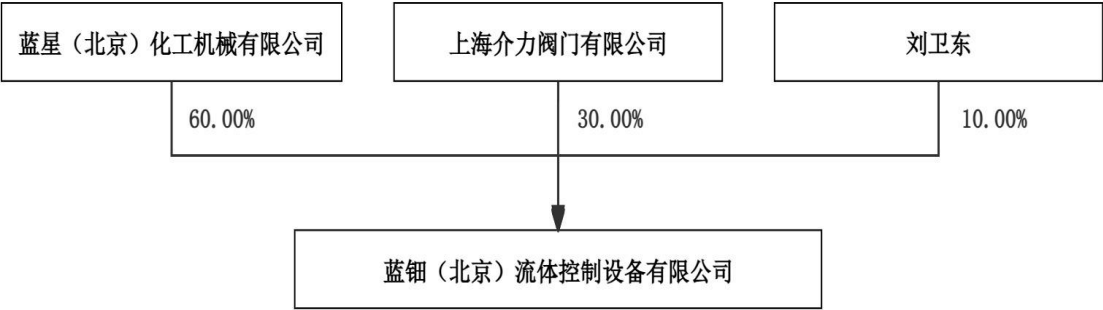 蓝星（北京）化工机械有限公司
上海介力阀门有限公司
刘卫东
60.00%
30.00%
10.00%
蓝钿（北京）流体控制设备有限公司